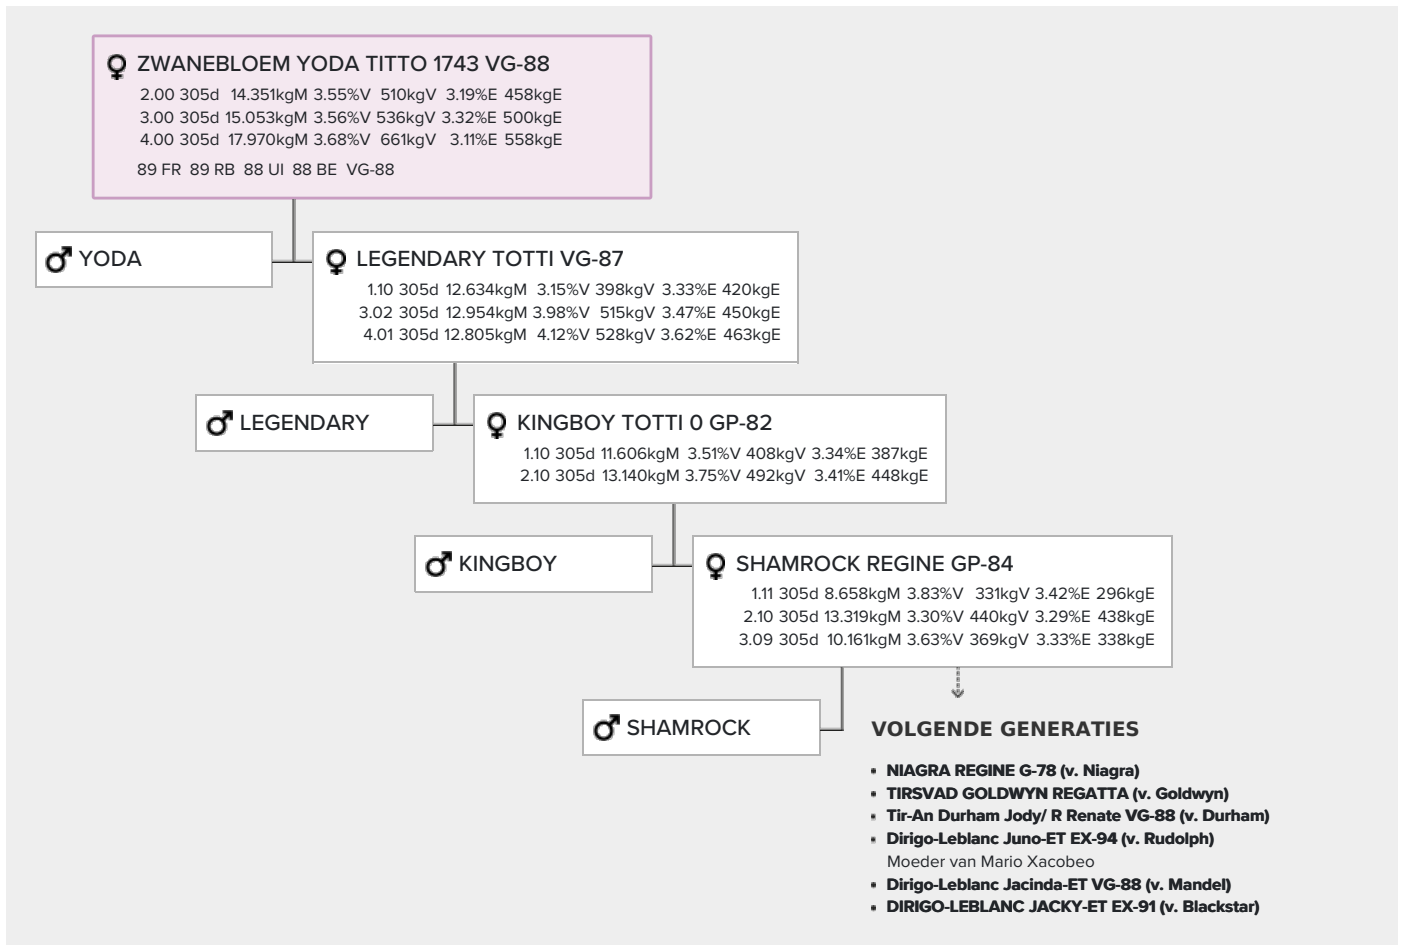 ZWANEBLOEM YODA TITTO 1743 VG-88
2.00 305d 14.351kgM 3.55%V 510kgV 3.19%E 458kgE
3.00 305d 15.053kgM 3.56%V 536kgV 3.32%E 500kgE
4.00 305d 17.970kgM 3.68%V 661kgV 3.11%E 558kgE
89 FR 89 RB 88 UI 88 BE VG-88
YODA
LEGENDARY TOTTI VG-87
1.10 305d 12.634kgM 3.15%V 398kgV 3.33%E 420kgE
3.02 305d 12.954kgM 3.98%V 515kgV 3.47%E 450kgE
4.01 305d 12.805kgM 4.12%V 528kgV 3.62%E 463kgE
LEGENDARY
KINGBOY TOTTI 0 GP-82
1.10 305d 11.606kgM 3.51%V 408kgV 3.34%E 387kgE
2.10 305d 13.140kgM 3.75%V 492kgV 3.41%E 448kgE
KINGBOY
SHAMROCK REGINE GP-84
1.11 305d 8.658kgM 3.83%V 331kgV 3.42%E 296kgE
2.10 305d 13.319kgM 3.30%V 440kgV 3.29%E 438kgE
3.09 305d 10.161kgM 3.63%V 369kgV 3.33%E 338kgE
SHAMROCK
VOLGENDE GENERATIES
• NIAGRA REGINE G-78 (v. Niagra)
• TIRSVAD GOLDWYN REGATTA (v. Goldwyn)
• Tir-An Durham Jody/ R Renate VG-88 (v. Durham)
• Dirigo-Leblanc Juno-ET EX-94 (v. Rudolph)
Moeder van Mario Xacobeo
• Dirigo-Leblanc Jacinda-ET VG-88 (v. Mandel)
• DIRIGO-LEBLANC JACKY-ET EX-91 (v. Blackstar)